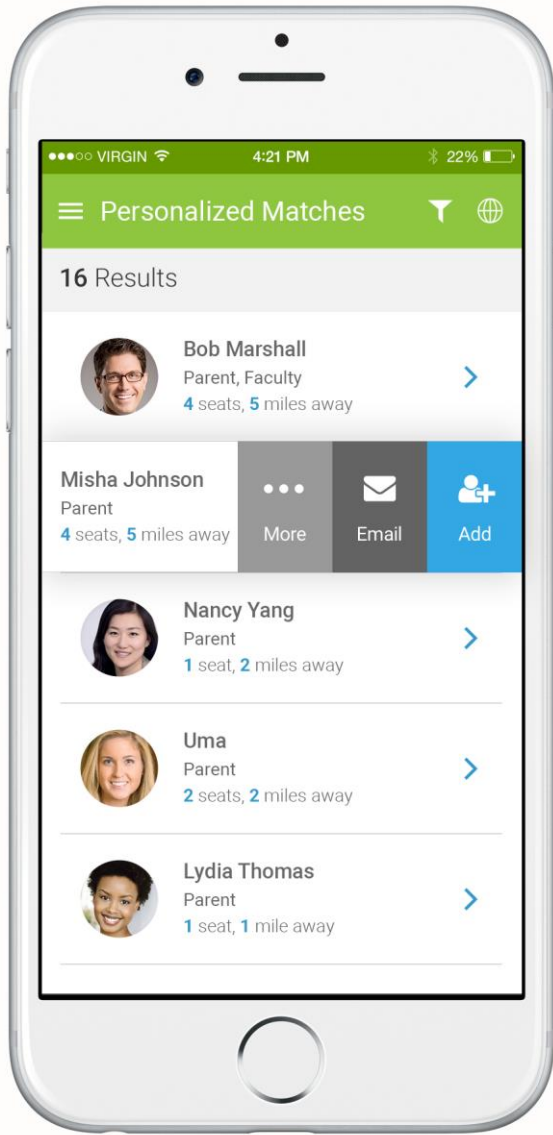 VIRGIN 4:21 PM 22%
Personalized Matches
16 Results
Bob Marshall
Parent, Faculty
4 seats, 5 miles away
Misha Johnson
Parent
4 seats, 5 miles away
More Email Add
Nancy Yang
Parent
1 seat, 2 miles away
Uma
Parent
2 seats, 2 miles away
Lydia Thomas
Parent
1 seat, 1 mile away